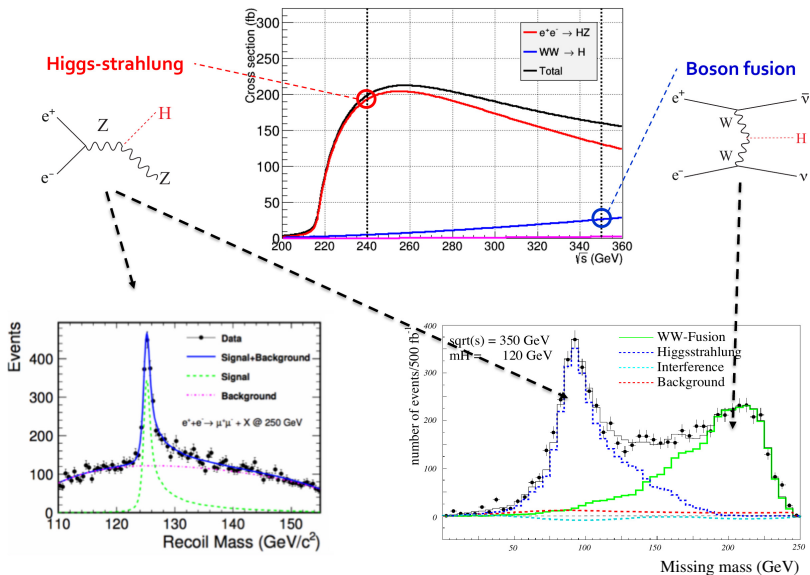 Higgs-strahlung
e⁺
e⁻
Z
H
Z
Cross section (fb)
300
250
200
150
100
50
0
200
220
240
260
280
300
320
340
360
√s (GeV)
e⁺e⁻ → HZ
WW → H
Total
Boson fusion
e⁺
e⁻
W
W
ν̄
H
ν
Events
400
300
200
100
0
110
120
130
140
150
Recoil Mass (GeV/c²)
Data
Signal+Background
Signal
Background
e⁺+e⁻→ μ⁺μ⁻ + X @ 250 GeV
number of events/500 fb⁻¹
400
300
200
100
0
50
100
150
200
250
Missing mass (GeV)
sqrt(s) = 350 GeV
mH = 120 GeV
WW-Fusion
Higgsstrahlung
Interference
Background